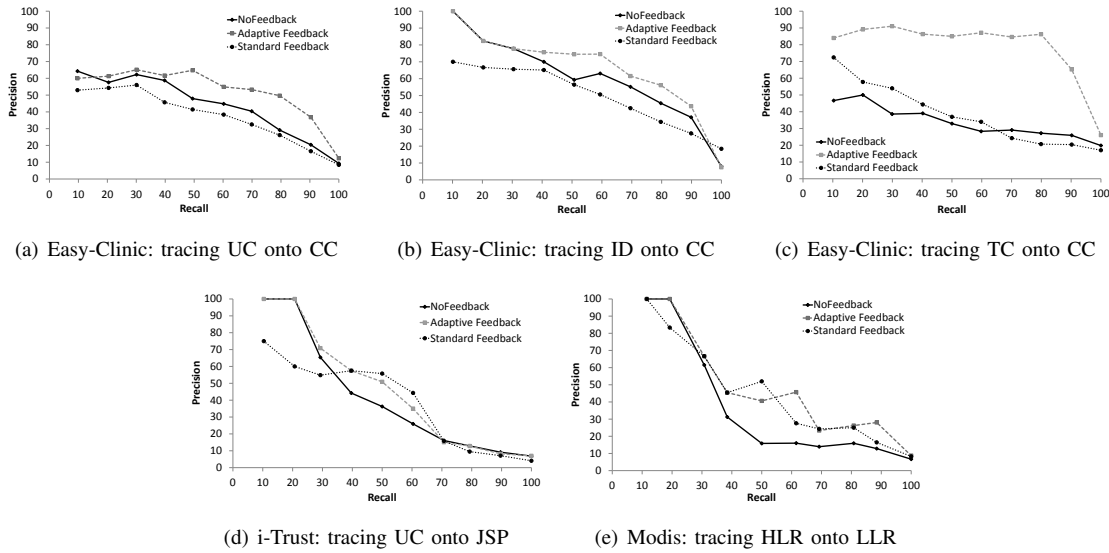 100
90
80
70
60
50
40
30
20
10
0
Precision
0 10 20 30 40 50 60 70 80 90 100
Recall
NoFeedback
Adaptive Feedback
Standard Feedback
(a) Easy-Clinic: tracing UC onto CC
100
90
80
70
60
50
40
30
20
10
0
Precision
0 10 20 30 40 50 60 70 80 90 100
Recall
NoFeedback
Adaptive Feedback
Standard Feedback
(b) Easy-Clinic: tracing ID onto CC
100
90
80
70
60
50
40
30
20
10
0
Precision
0 10 20 30 40 50 60 70 80 90 100
Recall
NoFeedback
Adaptive Feedback
Standard Feedback
(c) Easy-Clinic: tracing TC onto CC
100
90
80
70
60
50
40
30
20
10
0
Precision
0 10 20 30 40 50 60 70 80 90 100
Recall
NoFeedback
Adaptive Feedback
Standard Feedback
(d) i-Trust: tracing UC onto JSP
100
90
80
70
60
50
40
30
20
10
0
Precision
0 10 20 30 40 50 60 70 80 90 100
Recall
NoFeedback
Adaptive Feedback
Standard Feedback
(e) Modis: tracing HLR onto LLR